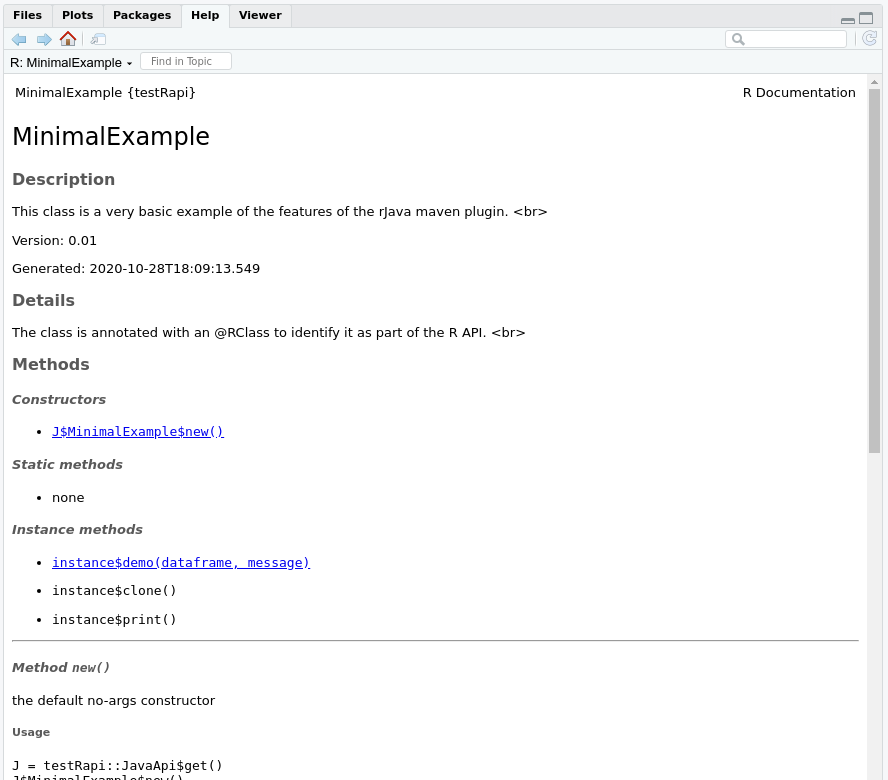 Files Plots Packages Help Viewer
R: MinimalExample Find in Topic
MinimalExample {testRapi} R Documentation
MinimalExample
Description
This class is a very basic example of the features of the rJava maven plugin. <br>
Version: 0.01
Generated: 2020-10-28T18:09:13.549
Details
The class is annotated with an @RClass to identify it as part of the R API. <br>
Methods
Constructors
• J$MinimalExample$new()
Static methods
• none
Instance methods
• instance$demo(dataframe, message)
• instance$clone()
• instance$print()
Method new()
the default no-args constructor
Usage
J = testRapi::JavaApi$get()
J$MinimalExample$new()